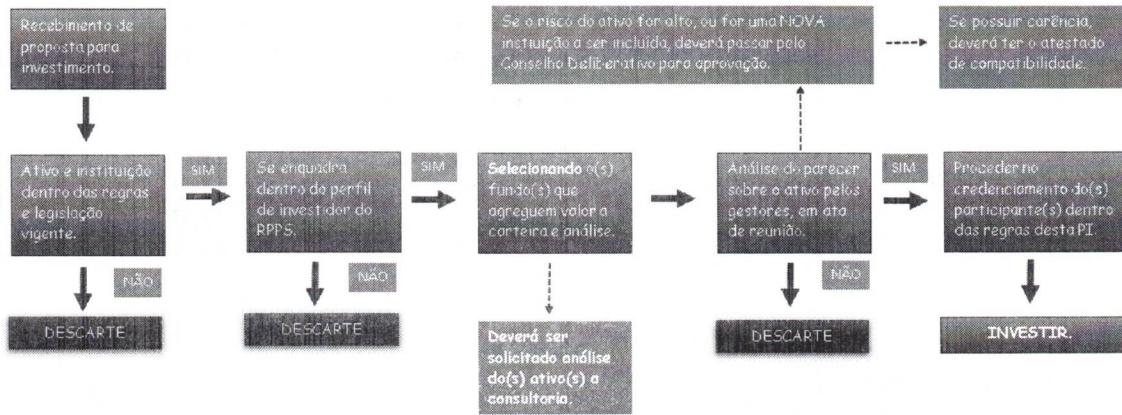 Recebimento de
proposta para
investimento.
Se o risco do ativo for alto, ou for uma NOVA
instiuição a ser incluída, deverá passar pelo
Conselho Deliberativo para aprovação.
Se possuir carência,
deverá ter o atestado
de compatibilidade.
Ativo e instituição
dentro das regras
e legislação
vigente.
SIM
Se enquadra
dentro do perfil
de investidor do
RPPS.
SIM
Selecionando o(s)
fundo(s) que
agreguem valor a
carteira e análise.
Análise do parecer
sobre o ativo pelos
gestores, em ata
de reunião.
SIM
Proceder no
credenciamento do(s)
participante(s) dentro
das regras desta PI.
NÃO
NÃO
NÃO
DESCARTE
DESCARTE
Deverá ser
solicitado análise
do(s) ativo(s) a
consultoria.
DESCARTE
INVESTIR.